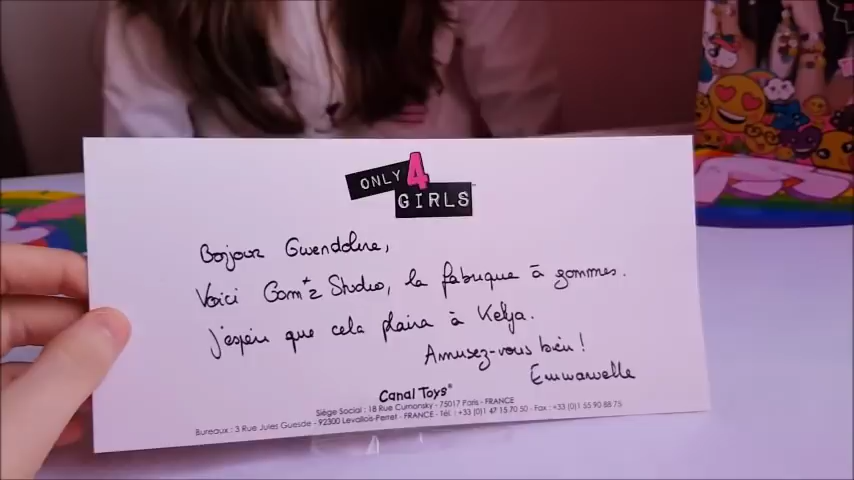 ONLY 4 GIRLS
Bonjour Gwendoline,
Voici Gom'z Studio, la fabrique à gommes.
j'espère que cela plaira à Kelja.
Amusez-vous bien !
Emmanuelle
Canal Toys®
Siège Social : 18 Rue Cumonsky - 75017 Paris - FRANCE
Bureaux : 3 Rue Jules Guesde - 92300 Levallois-Perret - FRANCE - Tél : +33 (0)1 47 15 70 50 - Fax : +33 (0)1 55 90 88 75